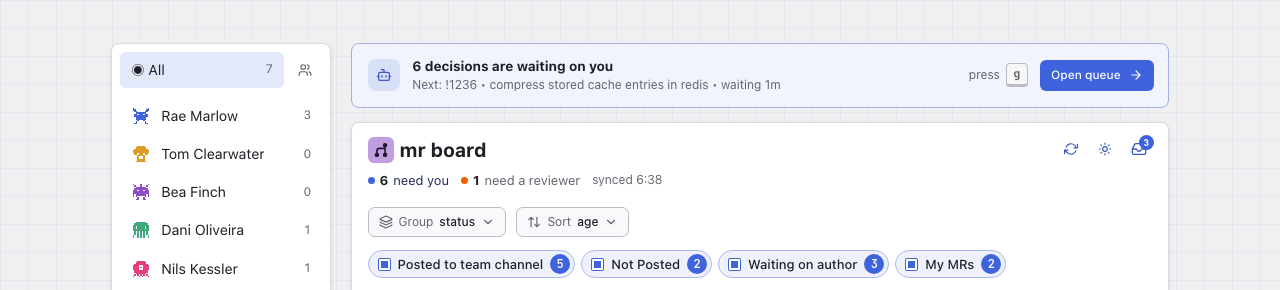 All 7
Rae Marlow 3
Tom Clearwater 0
Bea Finch 0
Dani Oliveira 1
Nils Kessler 1
6 decisions are waiting on you
Next: !1236 • compress stored cache entries in redis • waiting 1m
press g Open queue
mr board
3
6 need you 1 need a reviewer synced 6:38
Group status Sort age
Posted to team channel 5 Not Posted 2 Waiting on author 3 My MRs 2